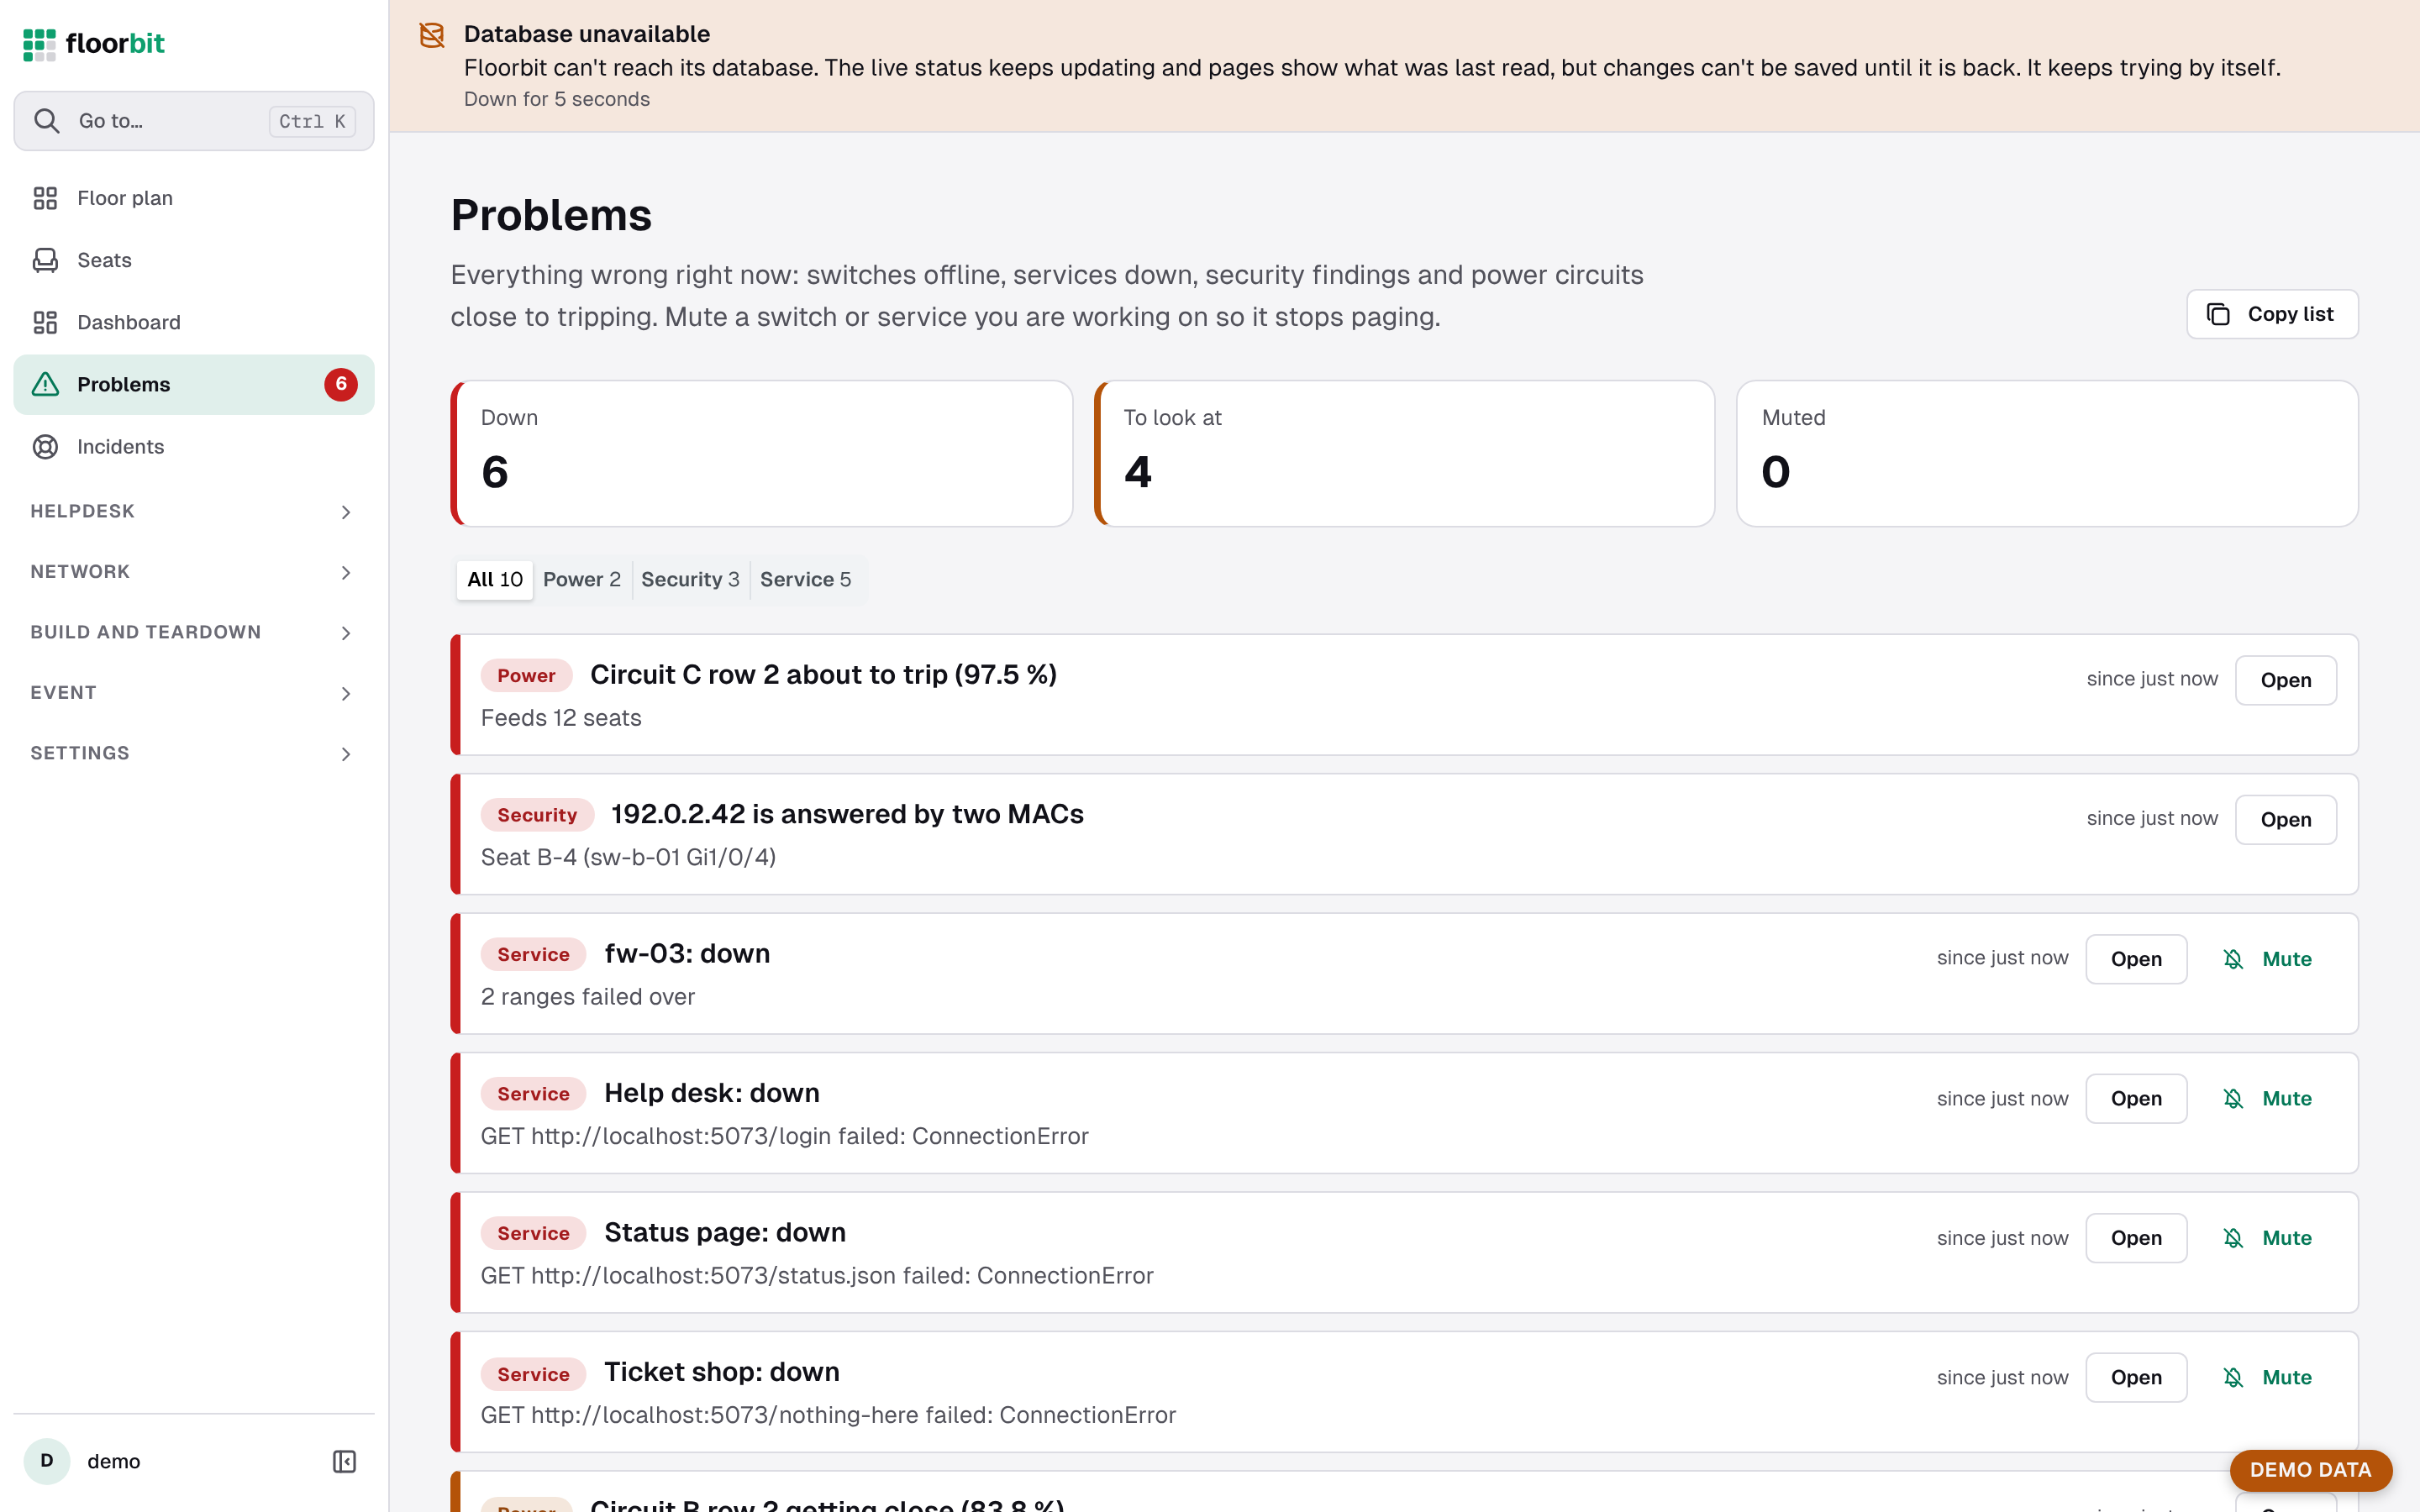 floorbit
Go to...
Ctrl K
Floor plan
Seats
Dashboard
Problems
6
Incidents
HELPDESK
NETWORK
BUILD AND TEARDOWN
EVENT
SETTINGS
D
demo
Database unavailable
Floorbit can't reach its database. The live status keeps updating and pages show what was last read, but changes can't be saved until it is back. It keeps trying by itself.
Down for 5 seconds
Problems
Everything wrong right now: switches offline, services down, security findings and power circuits
close to tripping. Mute a switch or service you are working on so it stops paging.
Copy list
Down
6
To look at
4
Muted
0
All 10
Power 2
Security 3
Service 5
Power
Circuit C row 2 about to trip (97.5 %)
since just now
Open
Feeds 12 seats
Security
192.0.2.42 is answered by two MACs
since just now
Open
Seat B-4 (sw-b-01 Gi1/0/4)
Service
fw-03: down
since just now
Open
Mute
2 ranges failed over
Service
Help desk: down
since just now
Open
Mute
GET http://localhost:5073/login failed: ConnectionError
Service
Status page: down
since just now
Open
Mute
GET http://localhost:5073/status.json failed: ConnectionError
Service
Ticket shop: down
since just now
Open
Mute
GET http://localhost:5073/nothing-here failed: ConnectionError
Power
Circuit B row 2 getting close (83.8 %)
DEMO DATA